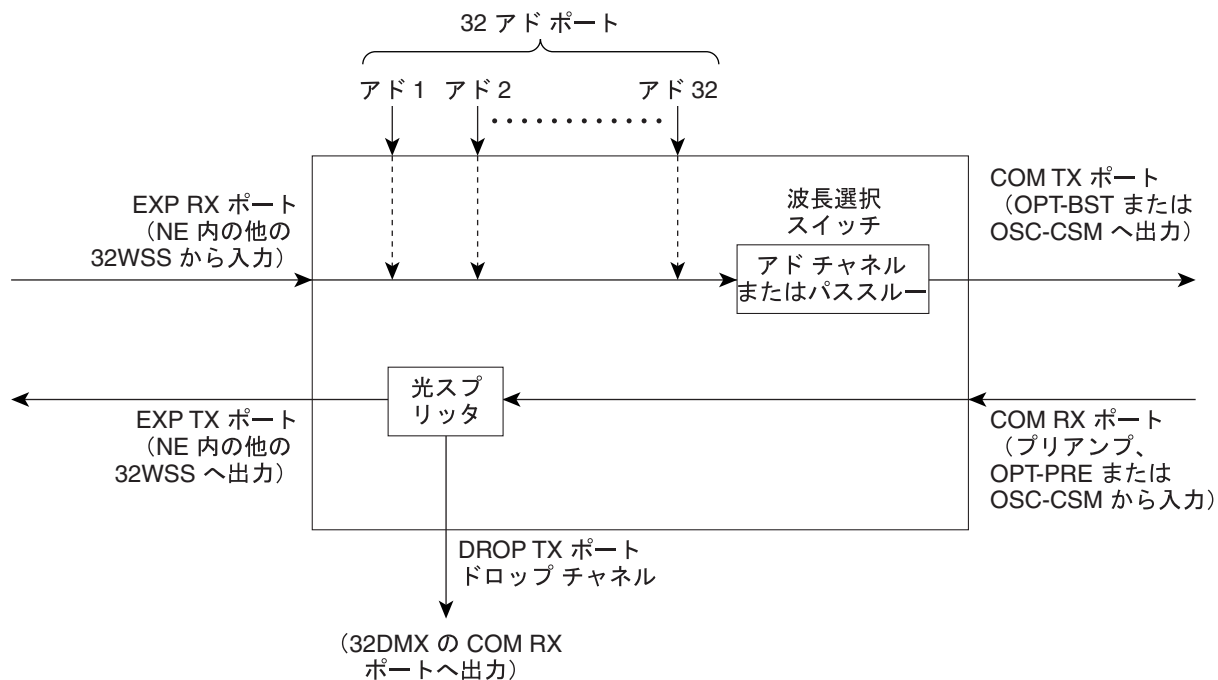 32 アド ポート
アド 1
アド 2
アド 32
EXP RX ポート
（NE 内の他の
32WSS から入力）
波長選択
スイッチ
アド チャネル
またはパススルー
COM TX ポート
（OPT-BST または
OSC-CSM へ出力）
光スプ
リッタ
EXP TX ポート
（NE 内の他の
32WSS へ出力）
COM RX ポート
（プリアンプ、
OPT-PRE または
OSC-CSM から入力）
DROP TX ポート
ドロップ チャネル
（32DMX の COM RX
ポートへ出力）